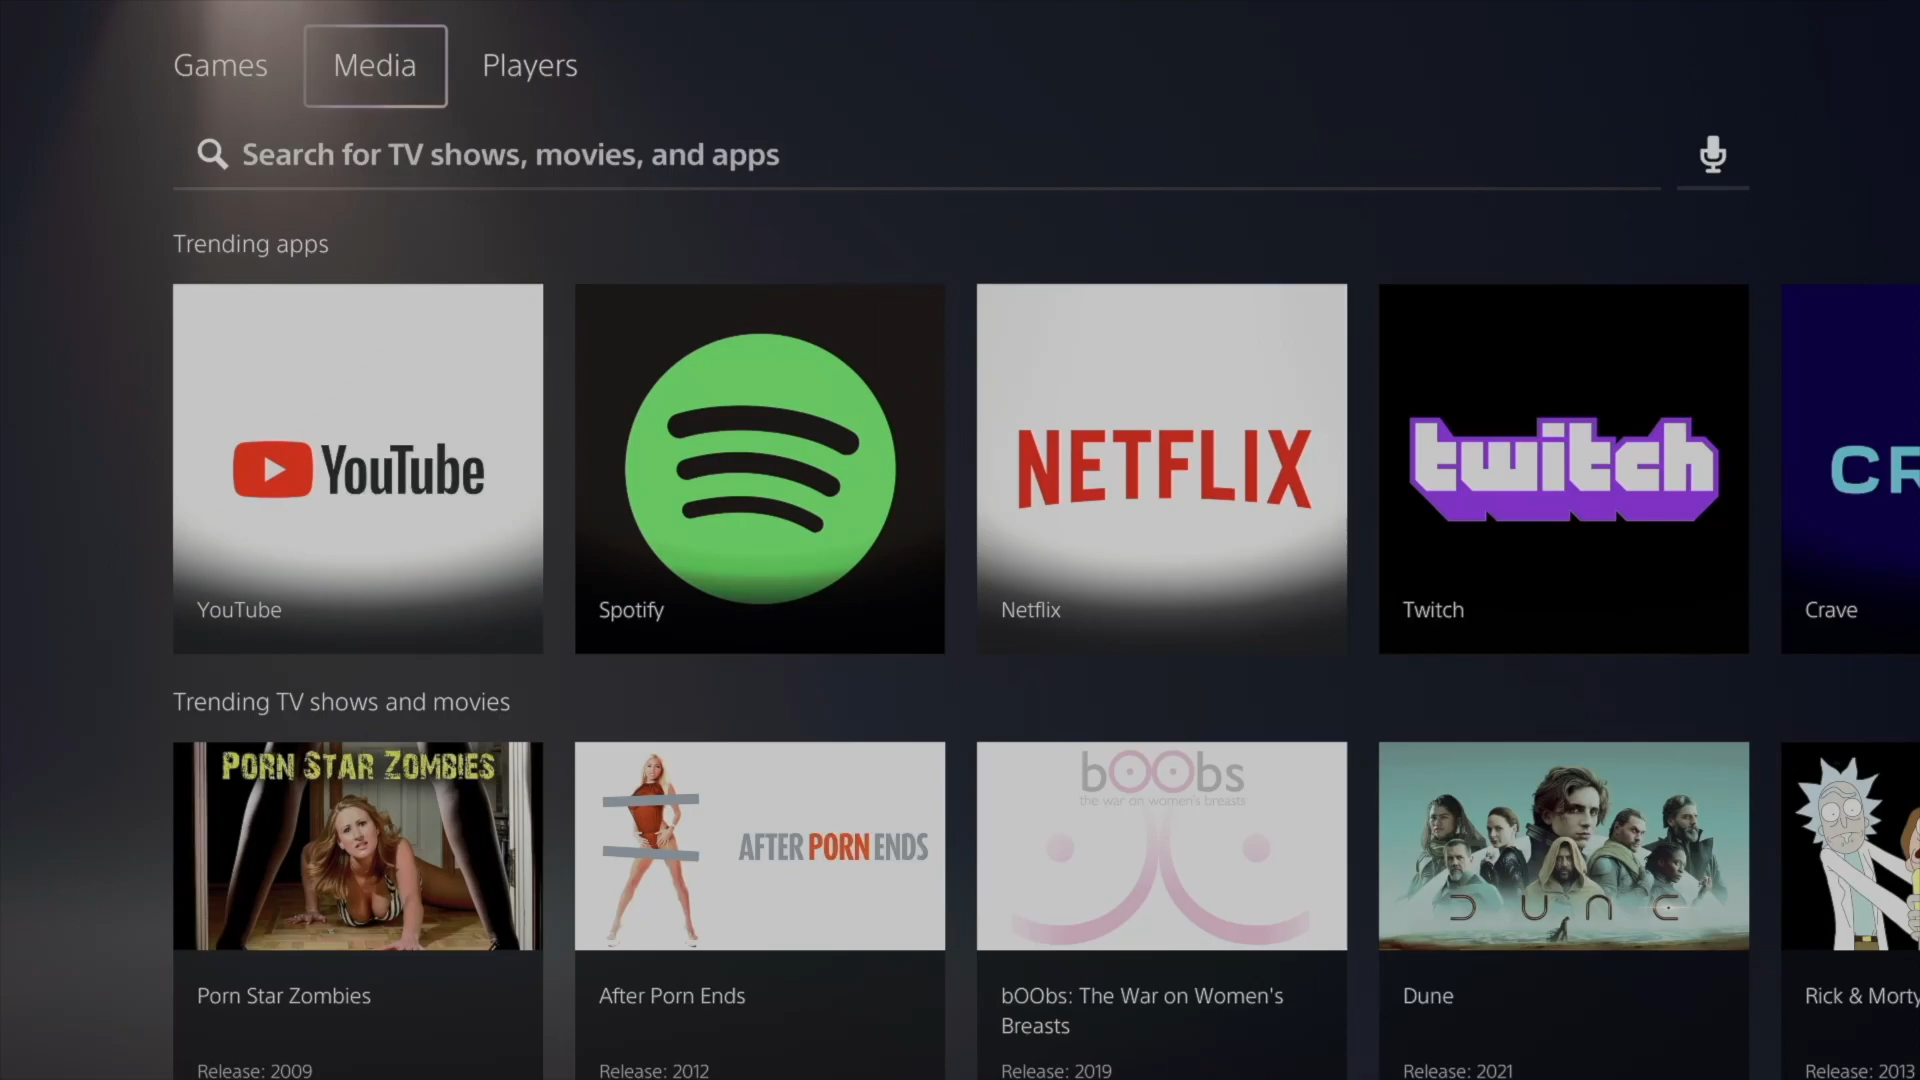 Games
Media
Players
Search for TV shows, movies, and apps
Trending apps
YouTube
NETFLIX
twitch
CR
YouTube
Spotify
Netflix
Twitch
Crave
Trending TV shows and movies
PORN STAR ZOMBIES
AFTER PORN ENDS
bOObs
the war on women's breasts
DUNE
Porn Star Zombies
After Porn Ends
bOObs: The War on Women's
Breasts
Dune
Rick & Morty
Release: 2009
Release: 2012
Release: 2019
Release: 2021
Release: 2013